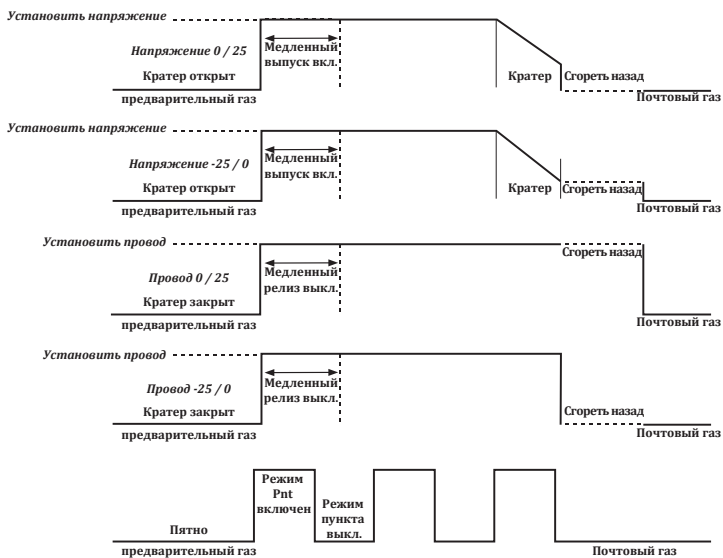 Установить напряжение
Напряжение 0 / 25
Медленный
выпуск вкл.
Кратер открыт
Кратер
Сгореть назад
предварительный газ
Почтовый газ
Установить напряжение
Напряжение -25 / 0
Медленный
выпуск вкл.
Кратер открыт
Кратер
Сгореть назад
предварительный газ
Почтовый газ
Установить провод
Сгореть назад
Провод 0 / 25
Медленный
релиз выкл.
Кратер закрыт
предварительный газ
Почтовый газ
Установить провод
Провод -25 / 0
Медленный
релиз выкл.
Кратер закрыт
Сгореть назад
предварительный газ
Почтовый газ
Режим
Pnt
включен
Режим
пункта
выкл.
Пятно
предварительный газ
Почтовый газ